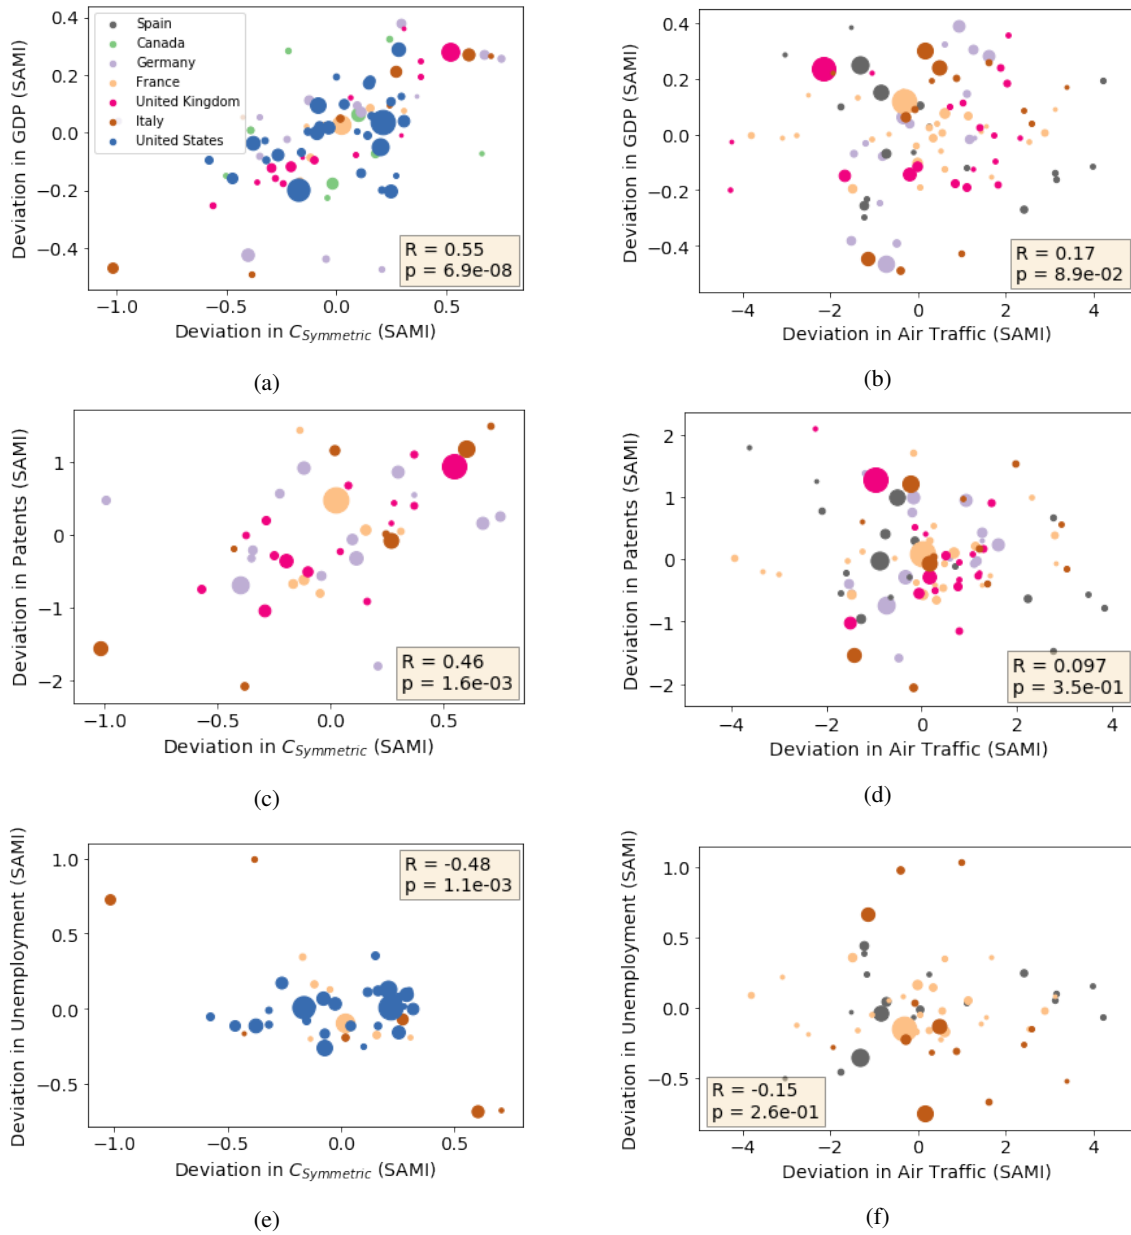 Deviation in GDP (SAMI)
0.4
0.2
0.0
−0.2
−0.4
Spain
Canada
Germany
France
United Kingdom
Italy
United States
R = 0.55
p = 6.9e-08
−1.0 −0.5 0.0 0.5
Deviation in C_Symmetric (SAMI)
(a)
Deviation in GDP (SAMI)
0.4
0.2
0.0
−0.2
−0.4
R = 0.17
p = 8.9e-02
−4 −2 0 2 4
Deviation in Air Traffic (SAMI)
(b)
Deviation in Patents (SAMI)
1
0
−1
−2
R = 0.46
p = 1.6e-03
−1.0 −0.5 0.0 0.5
Deviation in C_Symmetric (SAMI)
(c)
Deviation in Patents (SAMI)
2
1
0
−1
−2
R = 0.097
p = 3.5e-01
−4 −2 0 2 4
Deviation in Air Traffic (SAMI)
(d)
Deviation in Unemployment (SAMI)
1.0
0.5
0.0
−0.5
R = -0.48
p = 1.1e-03
−1.0 −0.5 0.0 0.5
Deviation in C_Symmetric (SAMI)
(e)
Deviation in Unemployment (SAMI)
1.0
0.5
0.0
−0.5
R = -0.15
p = 2.6e-01
−4 −2 0 2 4
Deviation in Air Traffic (SAMI)
(f)